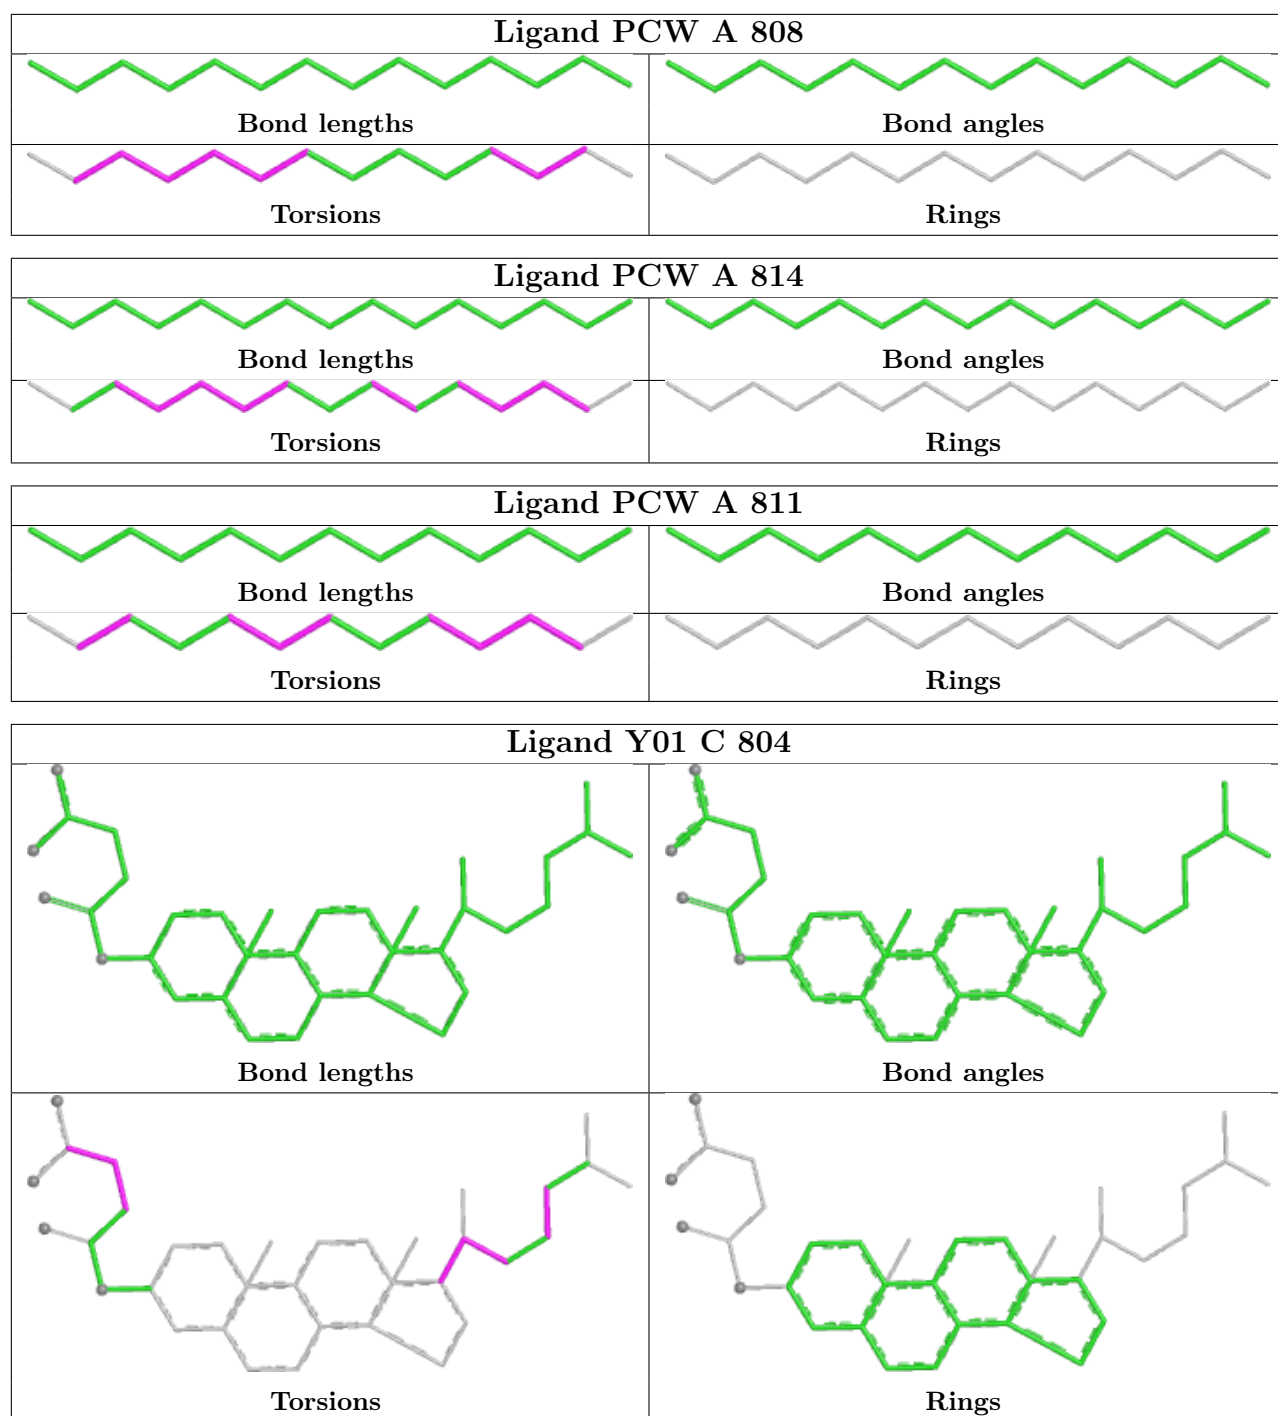 Ligand PCW A 808
Bond lengths
Bond angles
Torsions
Rings
Ligand PCW A 814
Bond lengths
Bond angles
Torsions
Rings
Ligand PCW A 811
Bond lengths
Bond angles
Torsions
Rings
Ligand Y01 C 804
Bond lengths
Bond angles
Torsions
Rings